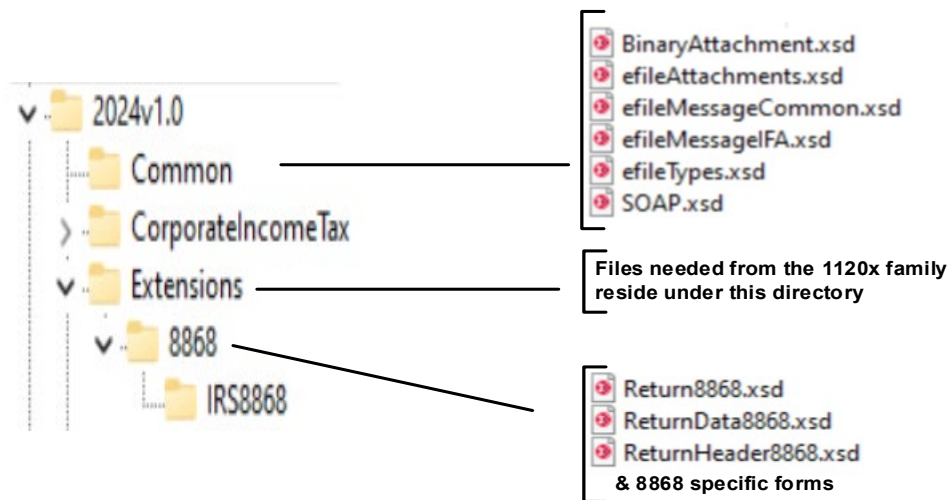 2024v1.0
Common
CorporateIncomeTax
Extensions
8868
IRS8868
BinaryAttachment.xsd
efileAttachments.xsd
efileMessageCommon.xsd
efileMessageIFA.xsd
efileTypes.xsd
SOAP.xsd
Files needed from the 1120x family
reside under this directory
Return8868.xsd
ReturnData8868.xsd
ReturnHeader8868.xsd
& 8868 specific forms